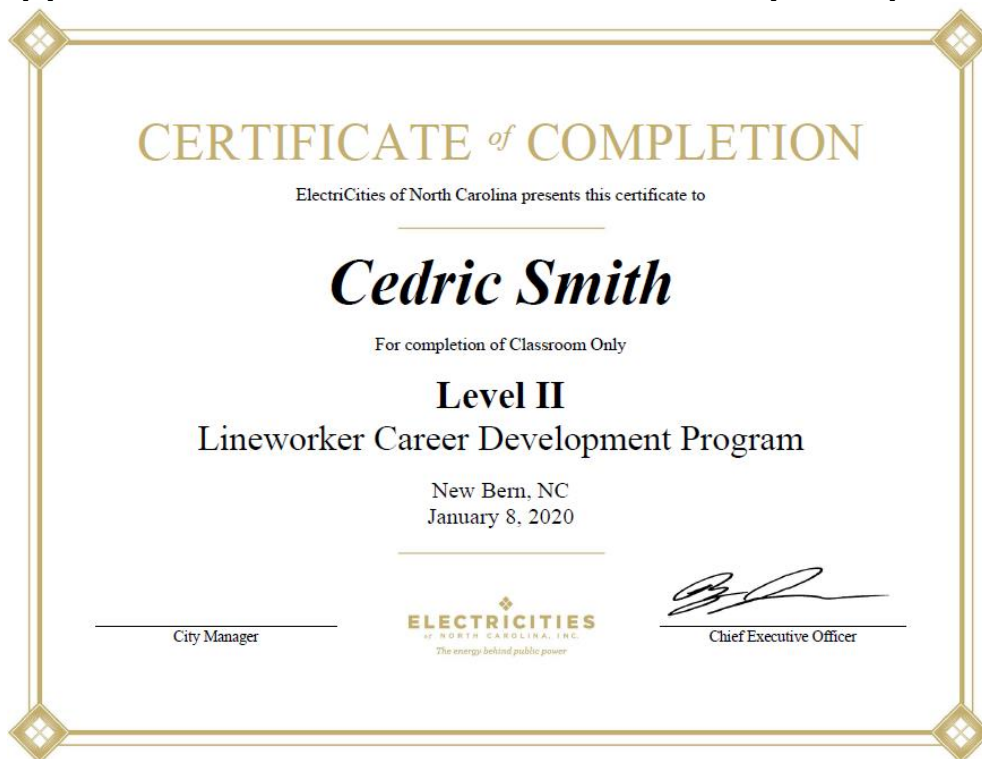 CERTIFICATE of COMPLETION
ElectriCities of North Carolina presents this certificate to
Cedric Smith
For completion of Classroom Only
Level II
Lineworker Career Development Program
New Bern, NC
January 8, 2020
City Manager
ELECTRICITIES
OF NORTH CAROLINA, INC.
The energy behind public power
Chief Executive Officer